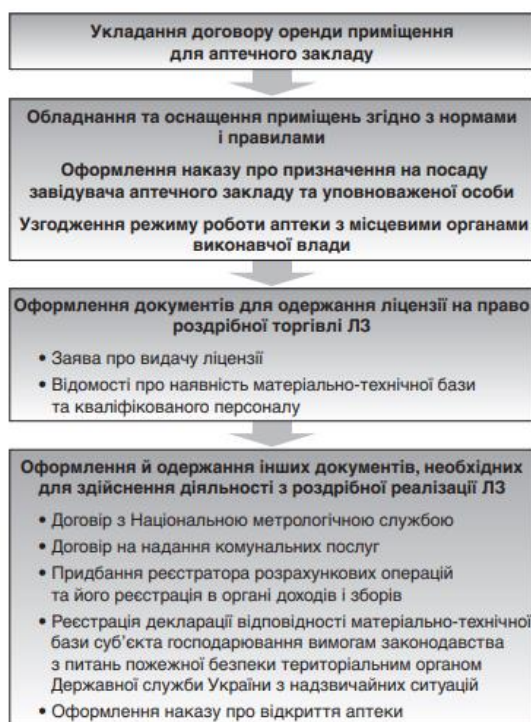 Укладання договору оренди приміщення
для аптечного закладу
Обладнання та оснащення приміщень згідно з нормами
і правилами
Оформлення наказу про призначення на посаду
завідувача аптечного закладу та уповноваженої особи
Узгодження режиму роботи аптеки з місцевими органами
виконавчої влади
Оформлення документів для одержання ліцензії на право
роздрібної торгівлі ЛЗ
• Заява про видачу ліцензії
• Відомості про наявність матеріально-технічної бази
та кваліфікованого персоналу
Оформлення й одержання інших документів, необхідних
для здійснення діяльності з роздрібної реалізації ЛЗ
• Договір з Національною метрологічною службою
• Договір на надання комунальних послуг
• Придбання реєстратора розрахункових операцій
та його реєстрація в органі доходів і зборів
• Реєстрація декларації відповідності матеріально-технічної
бази суб’єкта господарювання вимогам законодавства
з питань пожежної безпеки територіальним органом
Державної служби України з надзвичайних ситуацій
• Оформлення наказу про відкриття аптеки